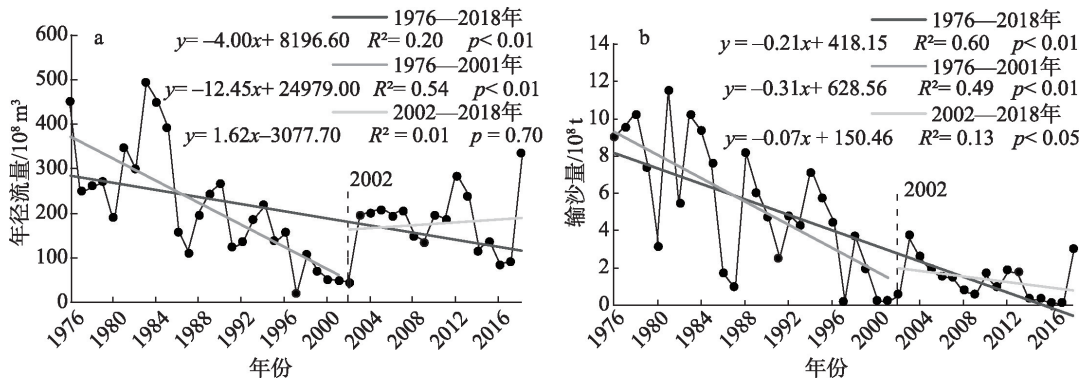 a
1976—2018年
y= –4.00x+ 8196.60 R²= 0.20 p< 0.01
1976—2001年
y= –12.45x+ 24979.00 R²= 0.54 p< 0.01
2002—2018年
y= 1.62x–3077.70 R²= 0.01 p= 0.70
2002
年径流量/10⁸ m³
600
500
400
300
200
100
0
1976 1980 1984 1988 1992 1996 2000 2004 2008 2012 2016
年份
b
1976—2018年
y= –0.21x+ 418.15 R²= 0.60 p< 0.01
1976—2001年
y= –0.31x+ 628.56 R²= 0.49 p< 0.01
2002—2018年
y= –0.07x + 150.46 R²= 0.13 p< 0.05
2002
输沙量/10⁸ t
14
12
10
8
6
4
2
0
1976 1980 1984 1988 1992 1996 2000 2004 2008 2012 2016
年份